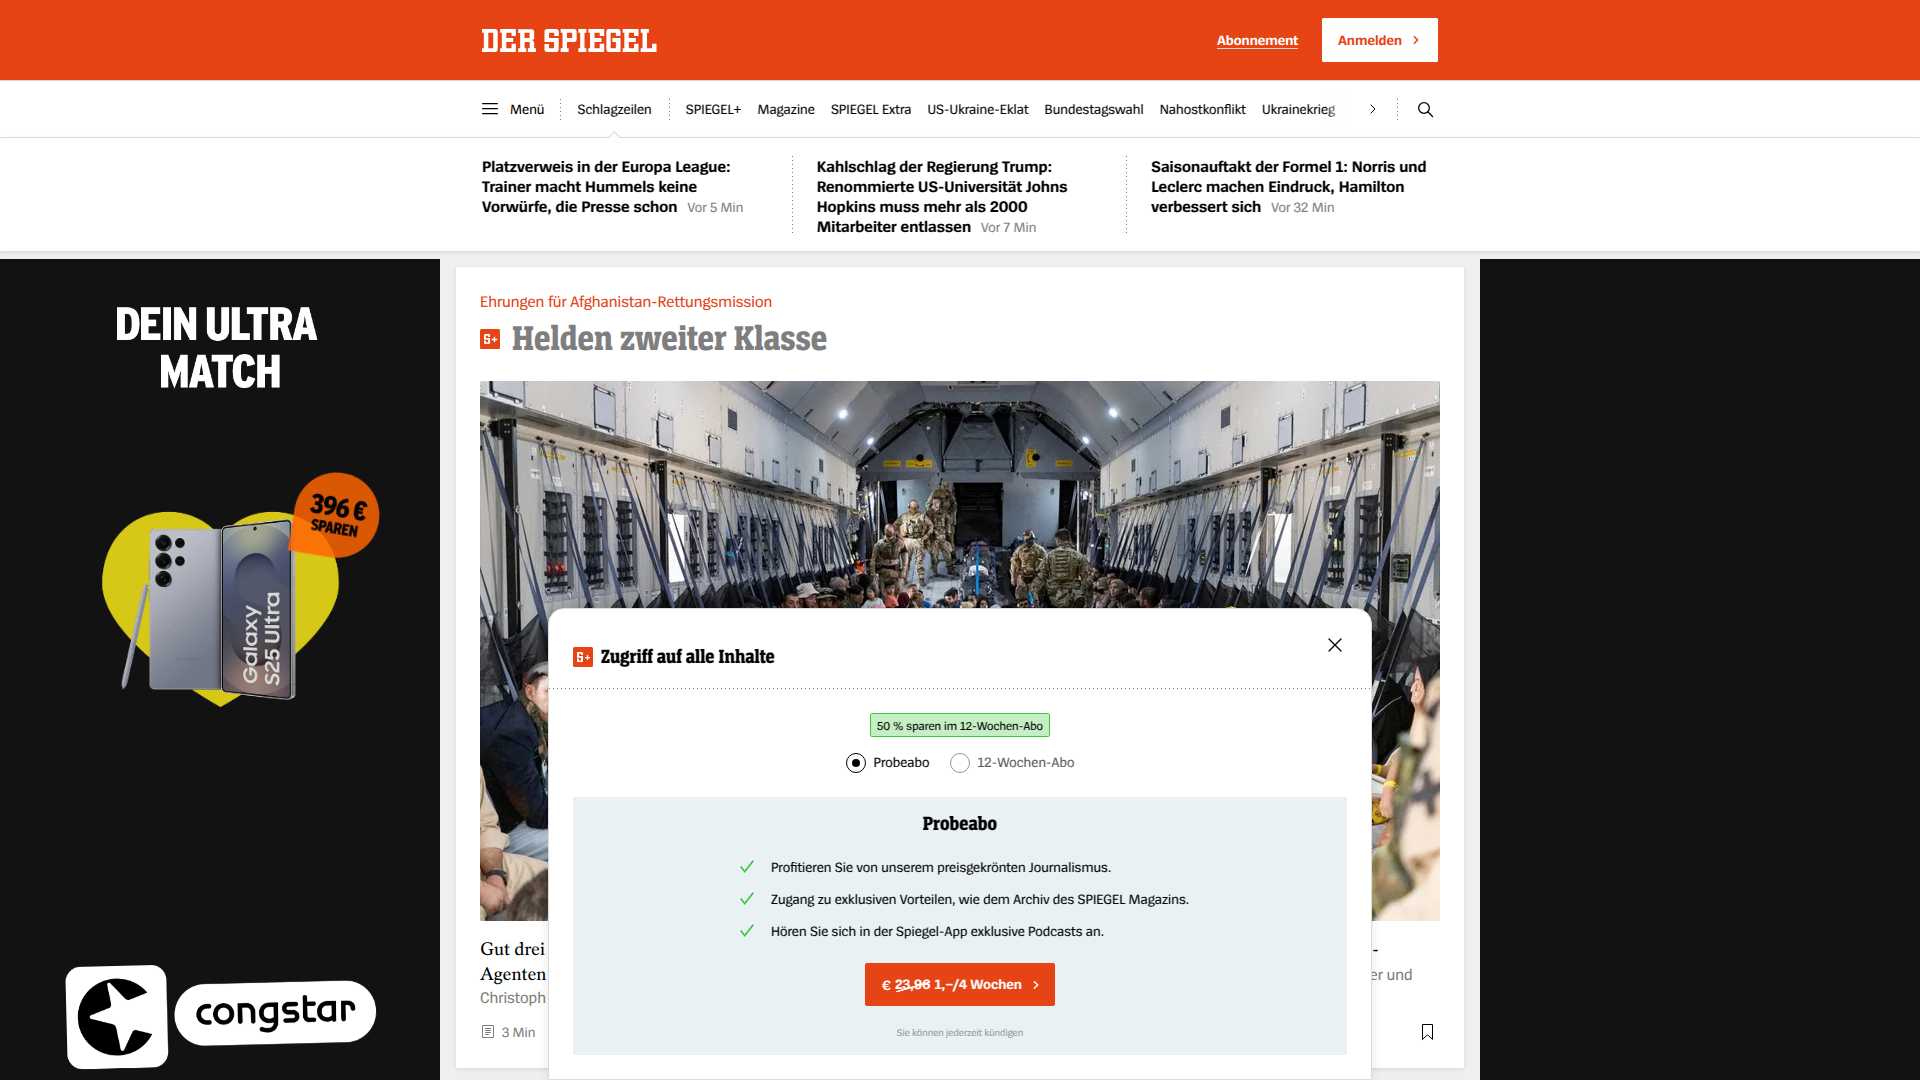 DER SPIEGEL
Abonnement
Anmelden
Menü
Schlagzeilen
SPIEGEL+
Magazine
SPIEGEL Extra
US-Ukraine-Eklat
Bundestagswahl
Nahostkonflikt
Ukrainekrieg
Platzverweis in der Europa League:
Trainer macht Hummels keine
Vorwürfe, die Presse schon Vor 5 Min
Kahlschlag der Regierung Trump:
Renommierte US-Universität Johns
Hopkins muss mehr als 2000
Mitarbeiter entlassen Vor 7 Min
Saisonauftakt der Formel 1: Norris und
Leclerc machen Eindruck, Hamilton
verbessert sich Vor 32 Min
DEIN ULTRA
MATCH
396 €
SPAREN
Galaxy
S25 Ultra
congstar
Ehrungen für Afghanistan-Rettungsmission
Helden zweiter Klasse
Zugriff auf alle Inhalte
50 % sparen im 12-Wochen-Abo
Probeabo
12-Wochen-Abo
Probeabo
Profitieren Sie von unserem preisgekrönten Journalismus.
Zugang zu exklusiven Vorteilen, wie dem Archiv des SPIEGEL Magazins.
Hören Sie sich in der Spiegel-App exklusive Podcasts an.
€ 23,96 1,–/4 Wochen
Sie können jederzeit kündigen
Gut drei
Agenten
Christoph
er und
3 Min